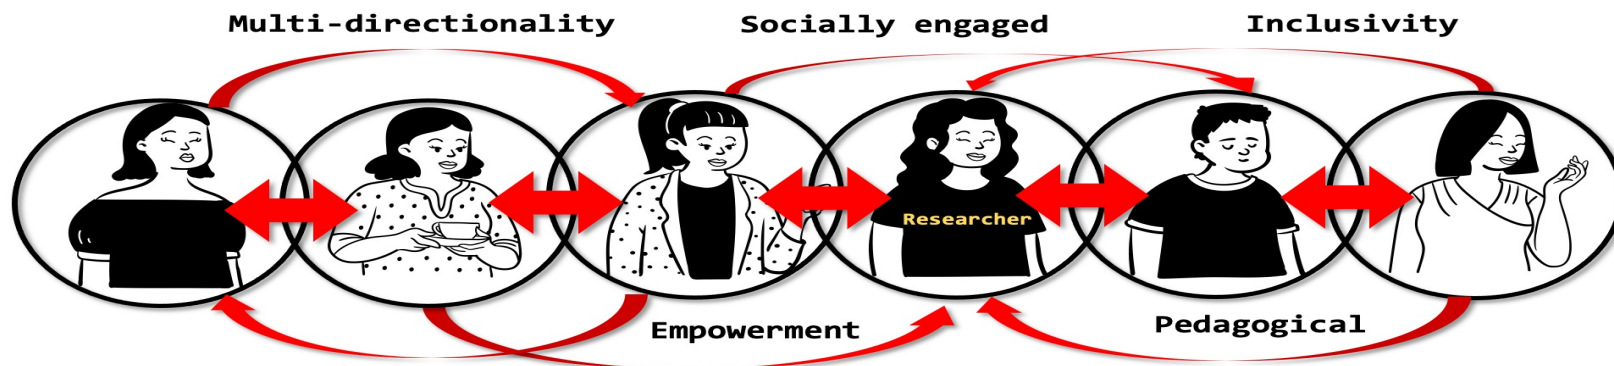 Multi-directionality
Socially engaged
Inclusivity
Researcher
Empowerment
Pedagogical